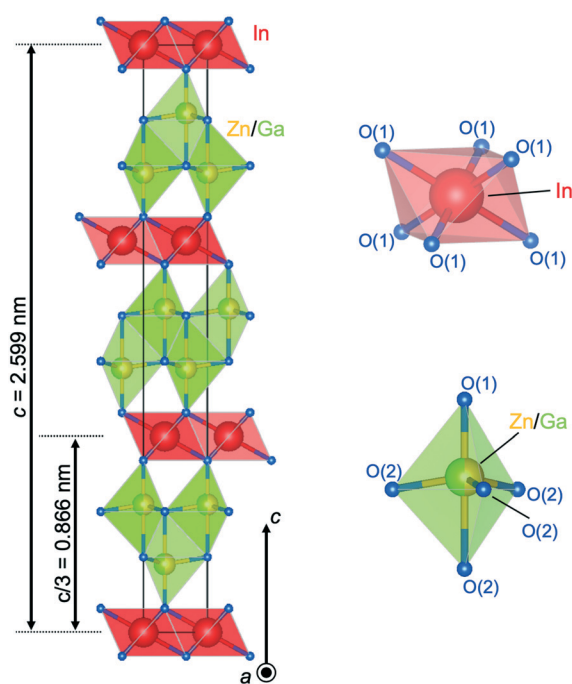 In
Zn/Ga
c = 2.599 nm
c/3 = 0.866 nm
c
a
O(1)
O(1)
O(1)
O(1)
In
O(1)
O(1)
O(1)
Zn/Ga
O(2)
O(2)
O(2)
O(2)